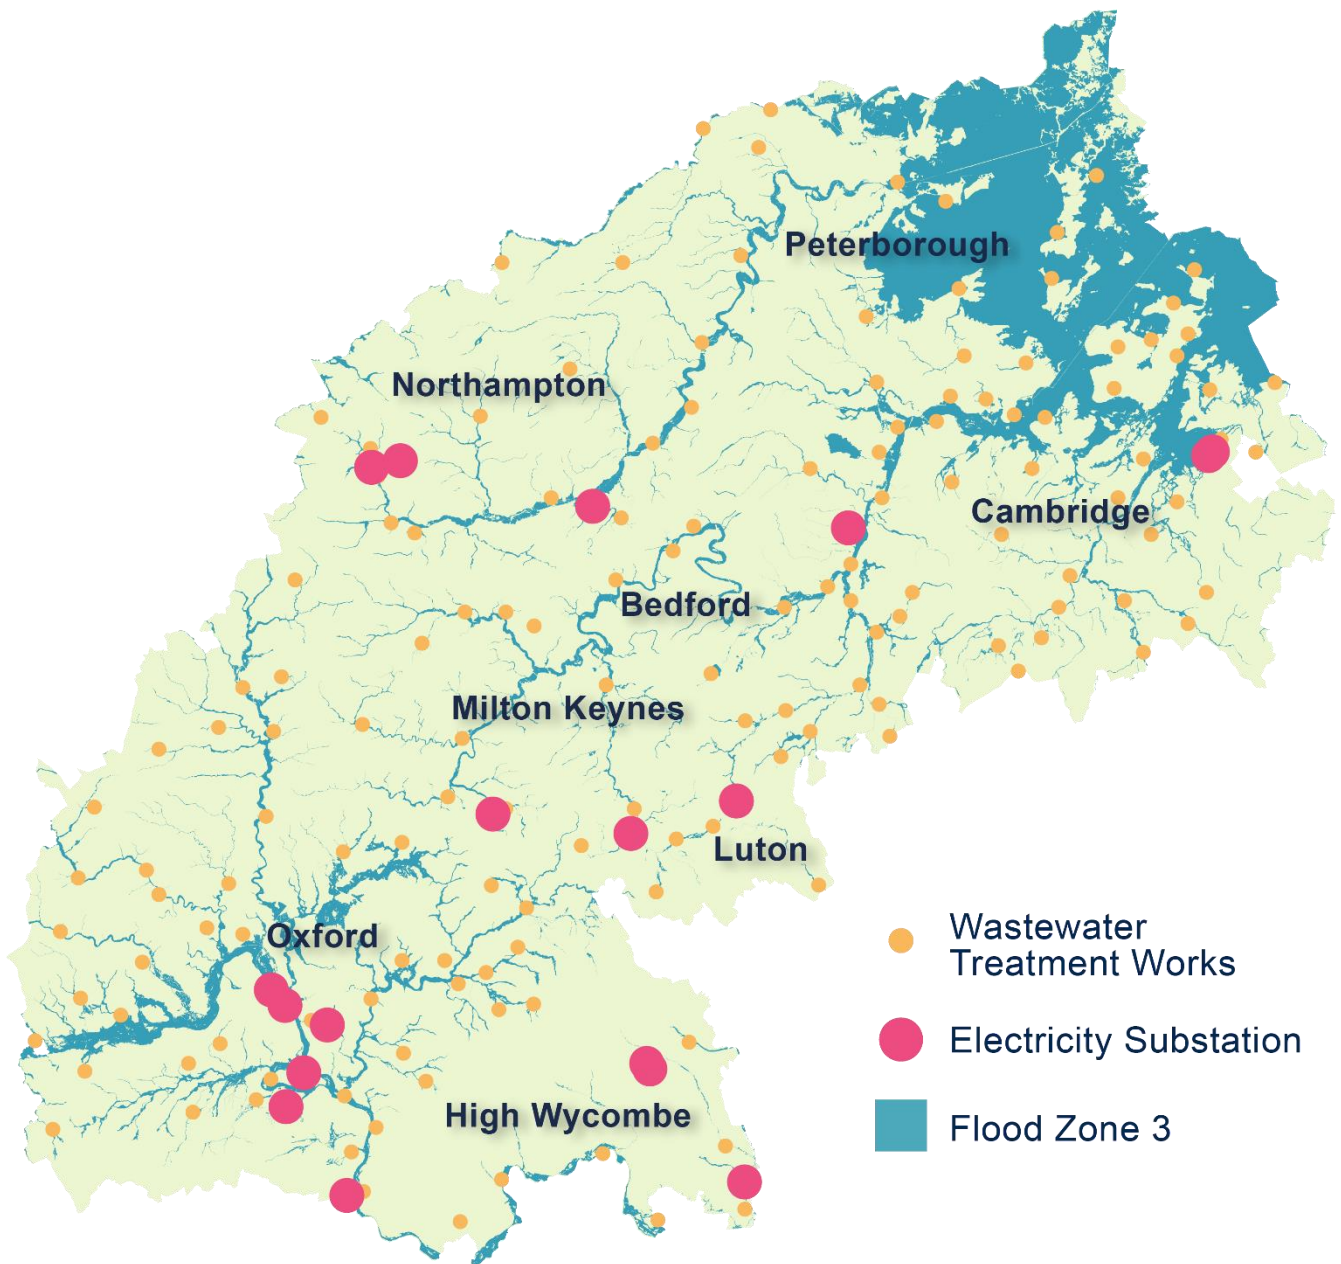 Peterborough
Northampton
Cambridge
Bedford
Milton Keynes
Luton
Oxford
High Wycombe
Wastewater
Treatment Works
Electricity Substation
Flood Zone 3